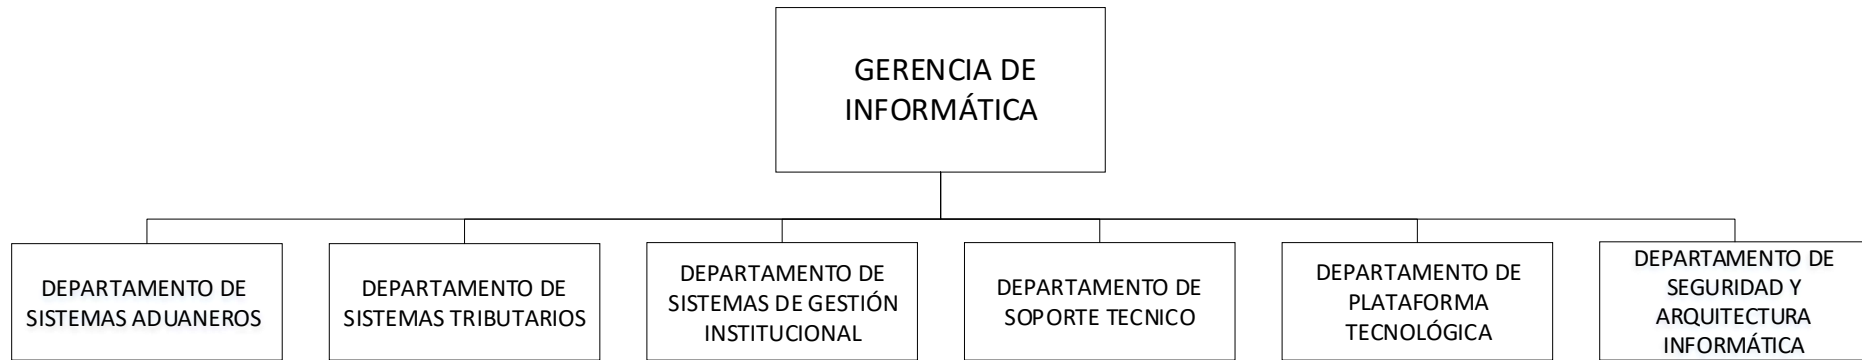 GERENCIA DE
INFORMÁTICA
DEPARTAMENTO DE
SISTEMAS ADUANEROS
DEPARTAMENTO DE
SISTEMAS TRIBUTARIOS
DEPARTAMENTO DE
SISTEMAS DE GESTIÓN
INSTITUCIONAL
DEPARTAMENTO DE
SOPORTE TECNICO
DEPARTAMENTO DE
PLATAFORMA
TECNOLÓGICA
DEPARTAMENTO DE
SEGURIDAD Y
ARQUITECTURA
INFORMÁTICA